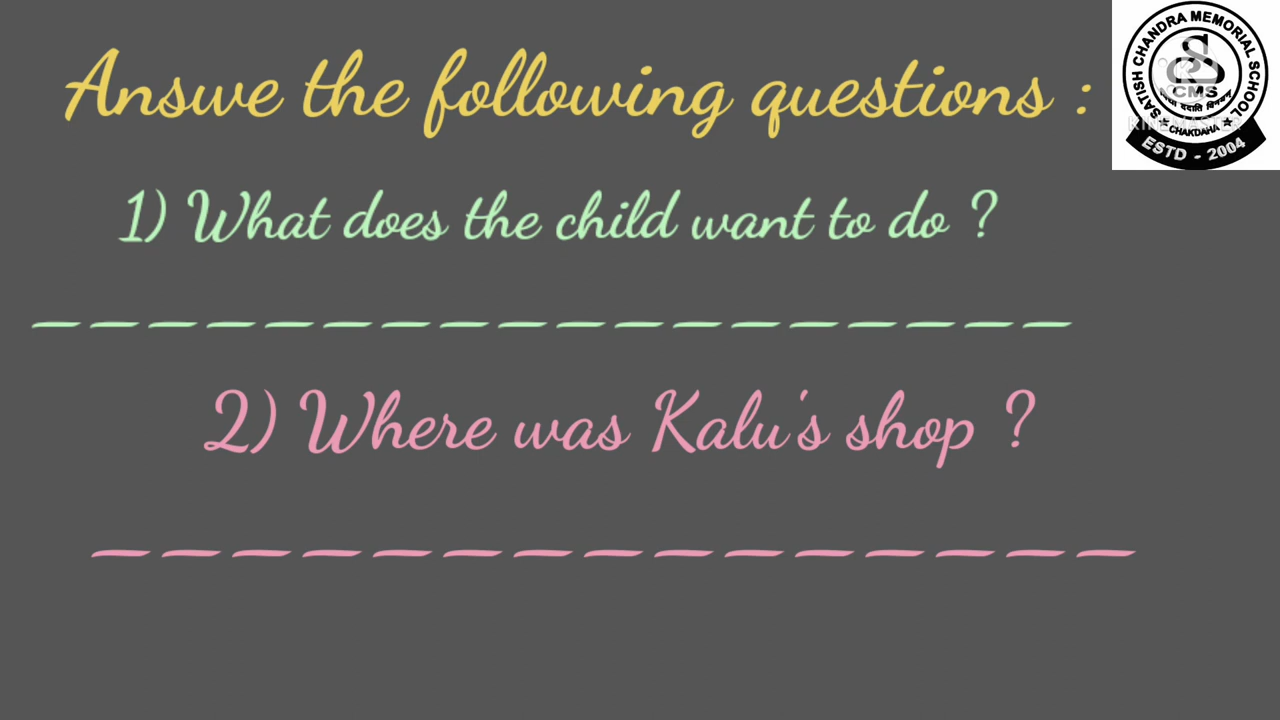 Answe the following questions :
1) What does the child want to do ?
2) Where was Kalu's shop ?
SATISH CHANDRA MEMORIAL SCHOOL
CMS
CHAKDAHA
ESTD - 2004